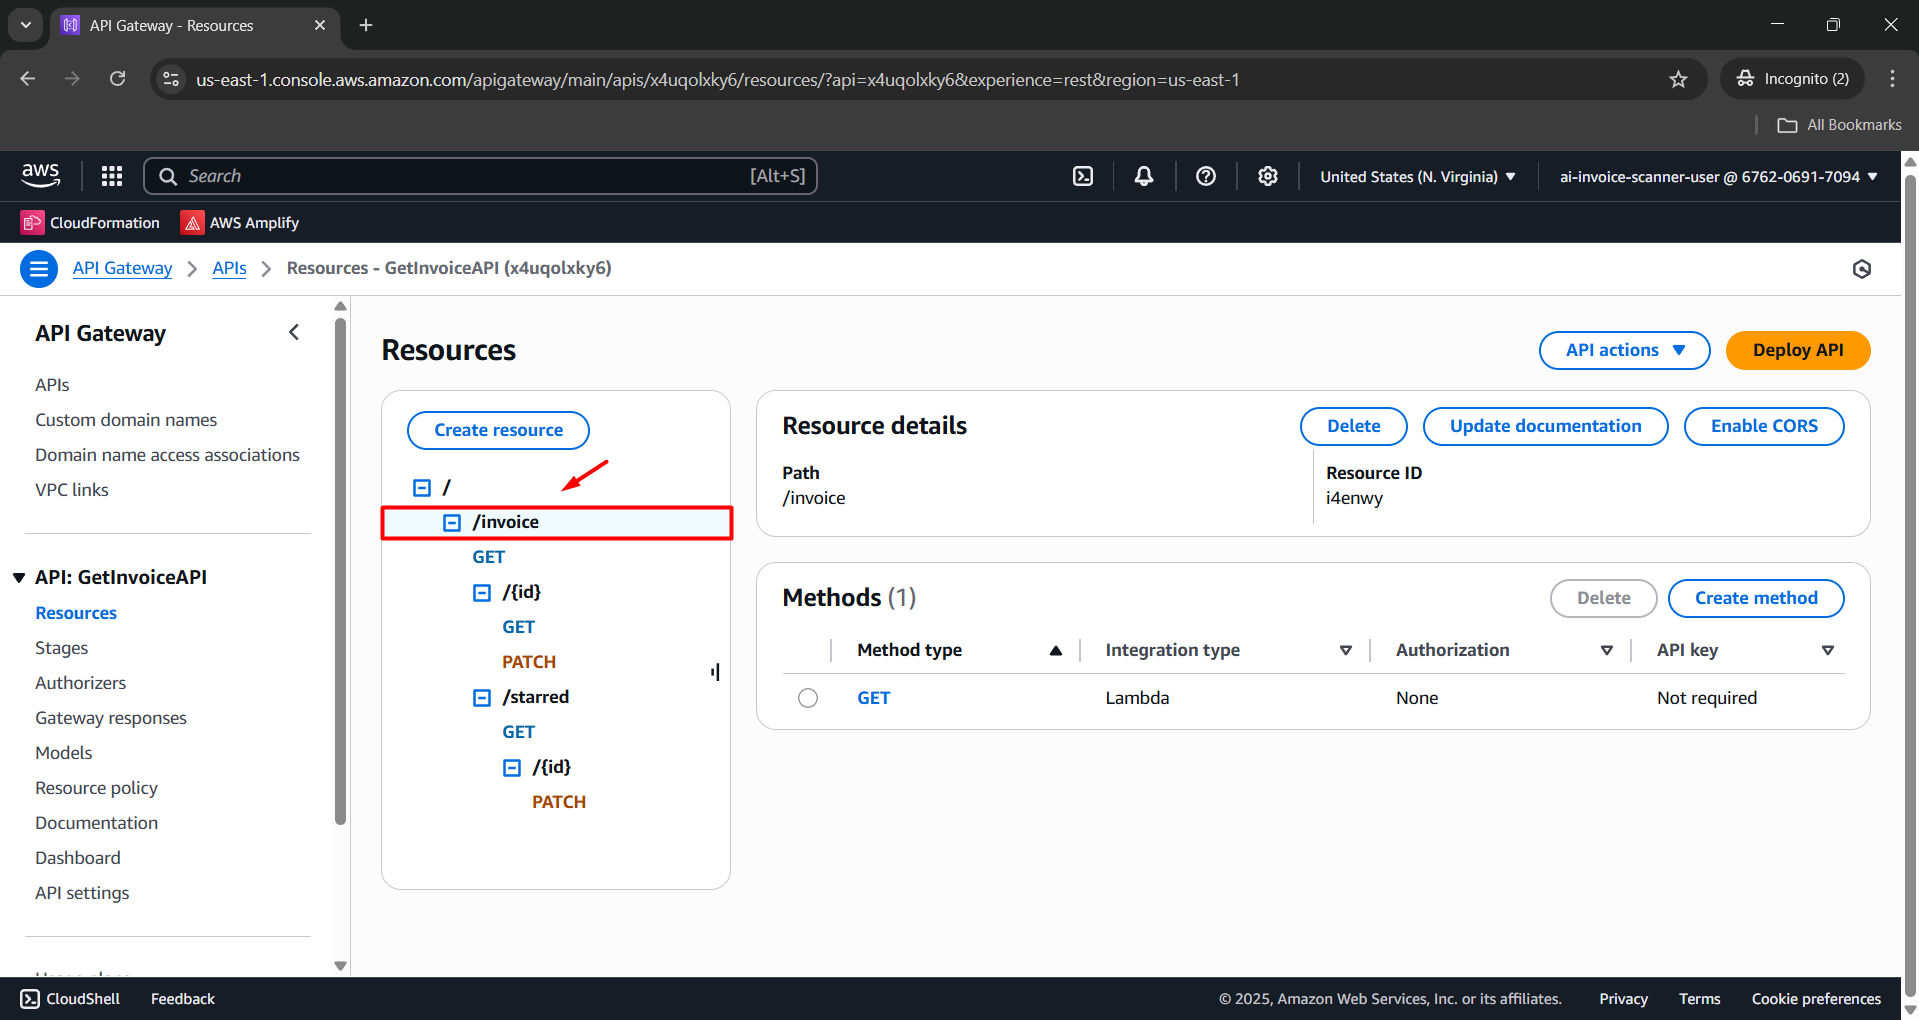 API Gateway - Resources
us-east-1.console.aws.amazon.com/apigateway/main/apis/x4uqolxky6/resources/?api=x4uqolxky6&experience=rest&region=us-east-1
Incognito (2)
All Bookmarks
aws
Search
[Alt+S]
United States (N. Virginia)
ai-invoice-scanner-user @ 6762-0691-7094
CloudFormation
AWS Amplify
API Gateway
APIs
Resources - GetInvoiceAPI (x4uqolxky6)
API Gateway
APIs
Custom domain names
Domain name access associations
VPC links
API: GetInvoiceAPI
Resources
Stages
Authorizers
Gateway responses
Models
Resource policy
Documentation
Dashboard
API settings
Resources
API actions
Deploy API
Create resource
/
/invoice
GET
/{id}
GET
PATCH
/starred
GET
/{id}
PATCH
Resource details
Delete
Update documentation
Enable CORS
Path
/invoice
Resource ID
i4enwy
Methods (1)
Delete
Create method
Method type
Integration type
Authorization
API key
GET
Lambda
None
Not required
CloudShell
Feedback
© 2025, Amazon Web Services, Inc. or its affiliates.
Privacy
Terms
Cookie preferences